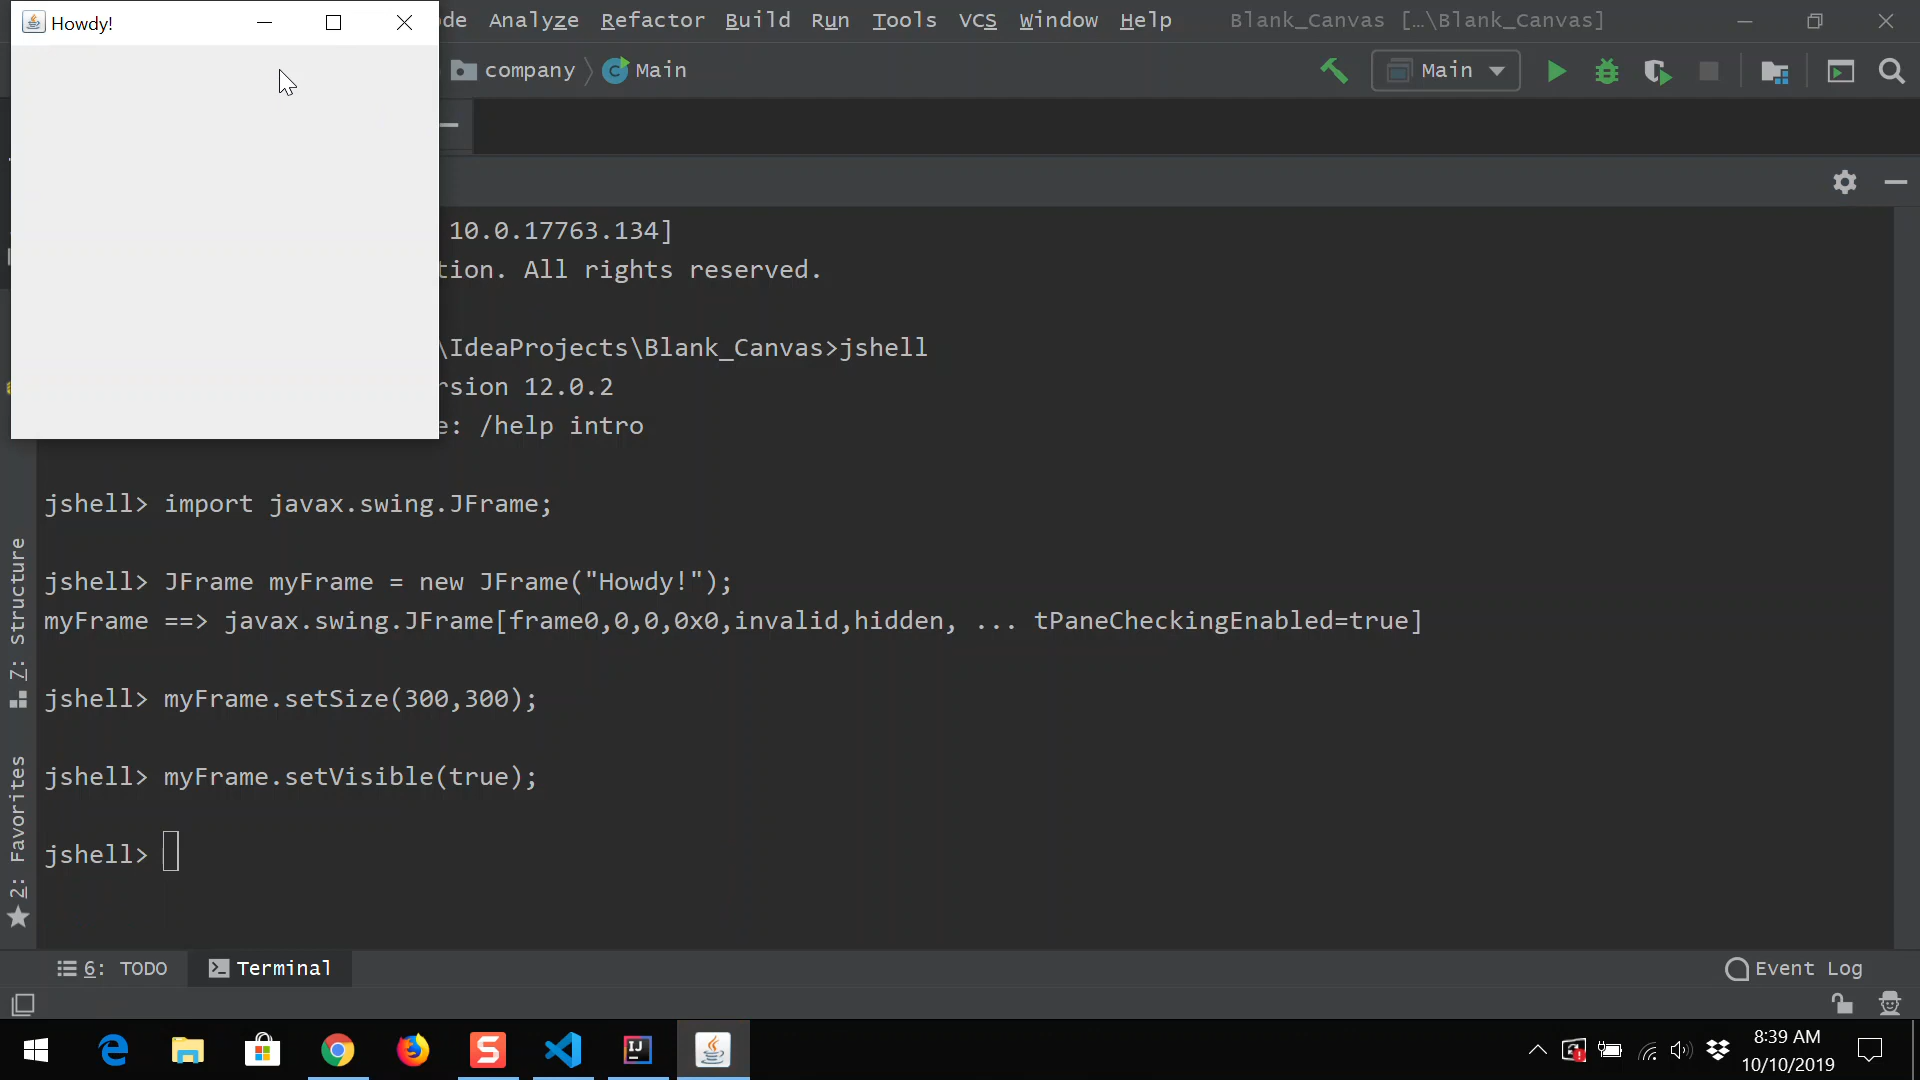 Howdy!
de Analyze Refactor Build Run Tools VCS Window Help Blank_Canvas [...\Blank_Canvas]
company Main
Main
10.0.17763.134]
tion. All rights reserved.
\IdeaProjects\Blank_Canvas>jshell
rsion 12.0.2
e: /help intro
jshell> import javax.swing.JFrame;
jshell> JFrame myFrame = new JFrame("Howdy!");
myFrame ==> javax.swing.JFrame[frame0,0,0,0x0,invalid,hidden, ... tPaneCheckingEnabled=true]
jshell> myFrame.setSize(300,300);
jshell> myFrame.setVisible(true);
jshell>
7: Structure
2: Favorites
6: TODO Terminal Event Log
8:39 AM
10/10/2019